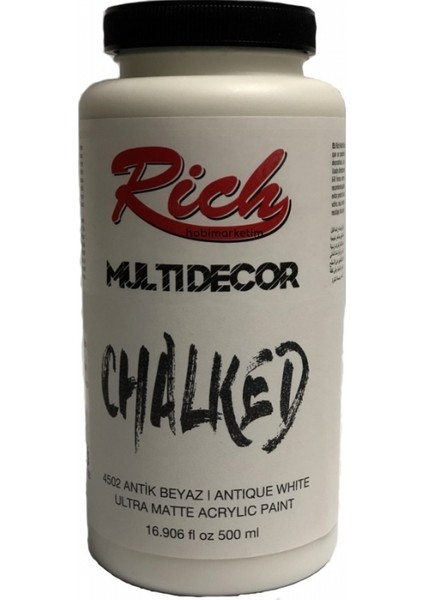 Rich
hobimarketim
MULTIDECOR
CHALKED
4502 ANTİK BEYAZ | ANTIQUE WHITE
ULTRA MATTE ACRYLIC PAINT
16.906 fl oz 500 ml